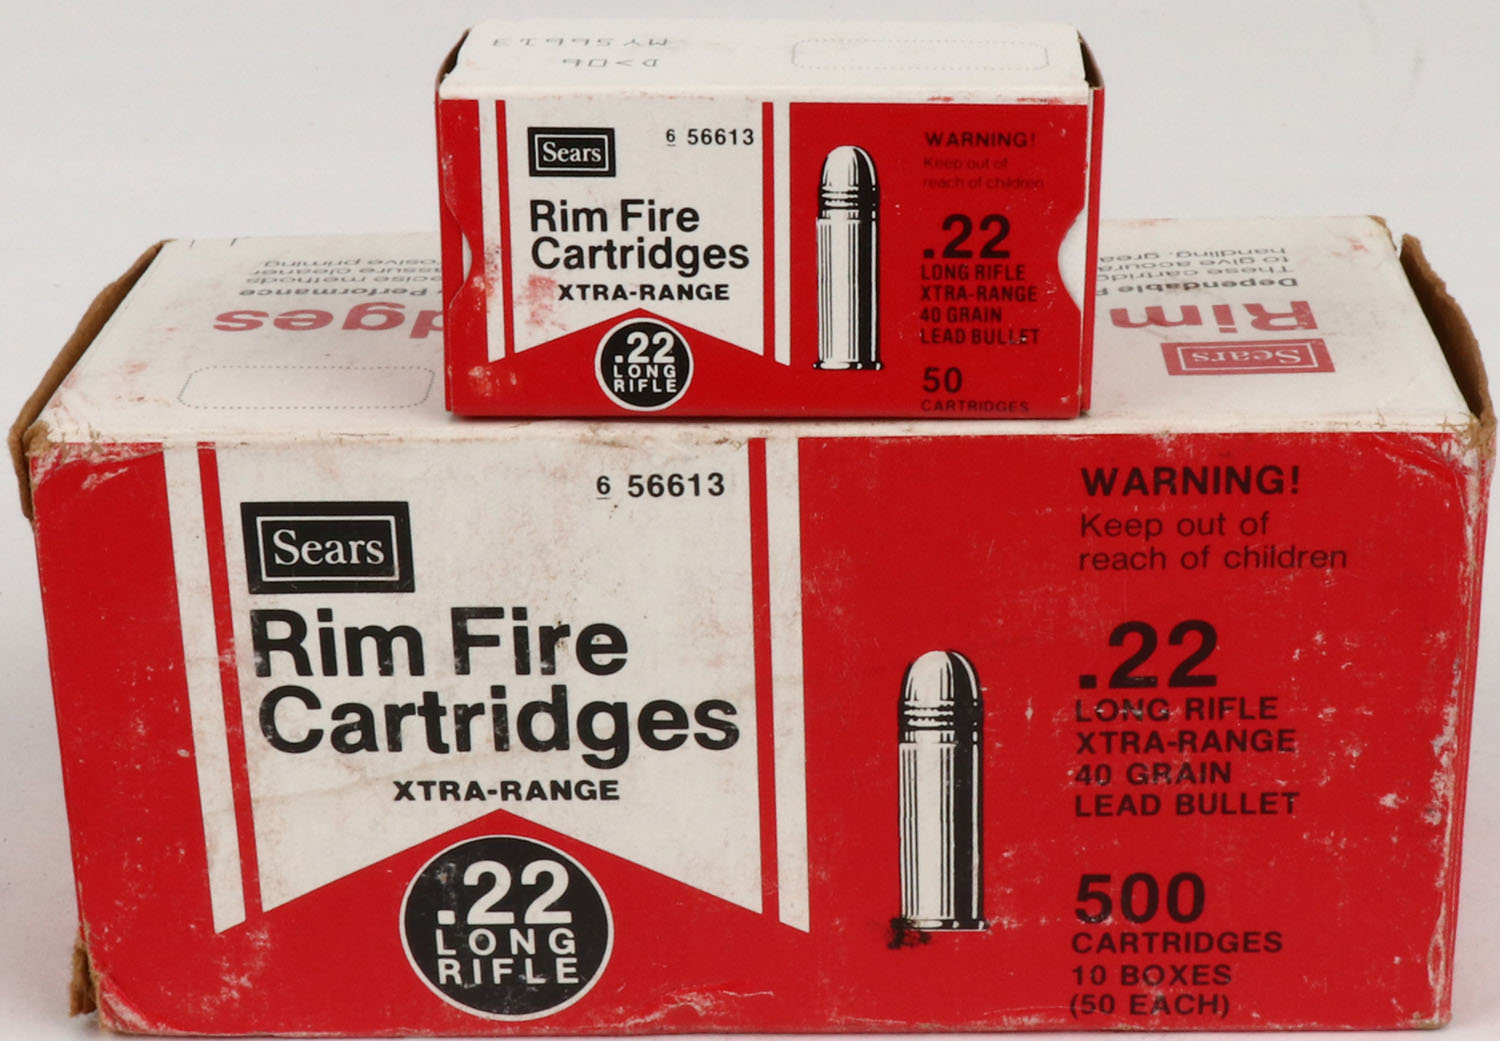 6 56613
Sears
Rim Fire
Cartridges
XTRA-RANGE
.22
LONG
RIFLE
WARNING!
Keep out of
reach of children
.22
LONG RIFLE
XTRA-RANGE
40 GRAIN
LEAD BULLET
50
CARTRIDGES
Rim
Sears
Dependable
6 56613
Sears
Rim Fire
Cartridges
XTRA-RANGE
.22
LONG
RIFLE
WARNING!
Keep out of
reach of children
.22
LONG RIFLE
XTRA-RANGE
40 GRAIN
LEAD BULLET
500
CARTRIDGES
10 BOXES
(50 EACH)